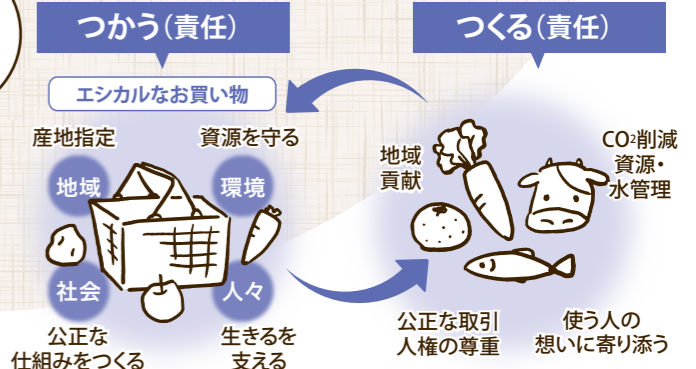 つかう(責任)
エシカルなお買い物
産地指定
資源を守る
地域
環境
社会
人々
公正な
仕組みをつくる
生きるを
支える
つくる(責任)
地域
貢献
CO²削減
資源・
水管理
公正な取引
人権の尊重
使う人の
想いに寄り添う